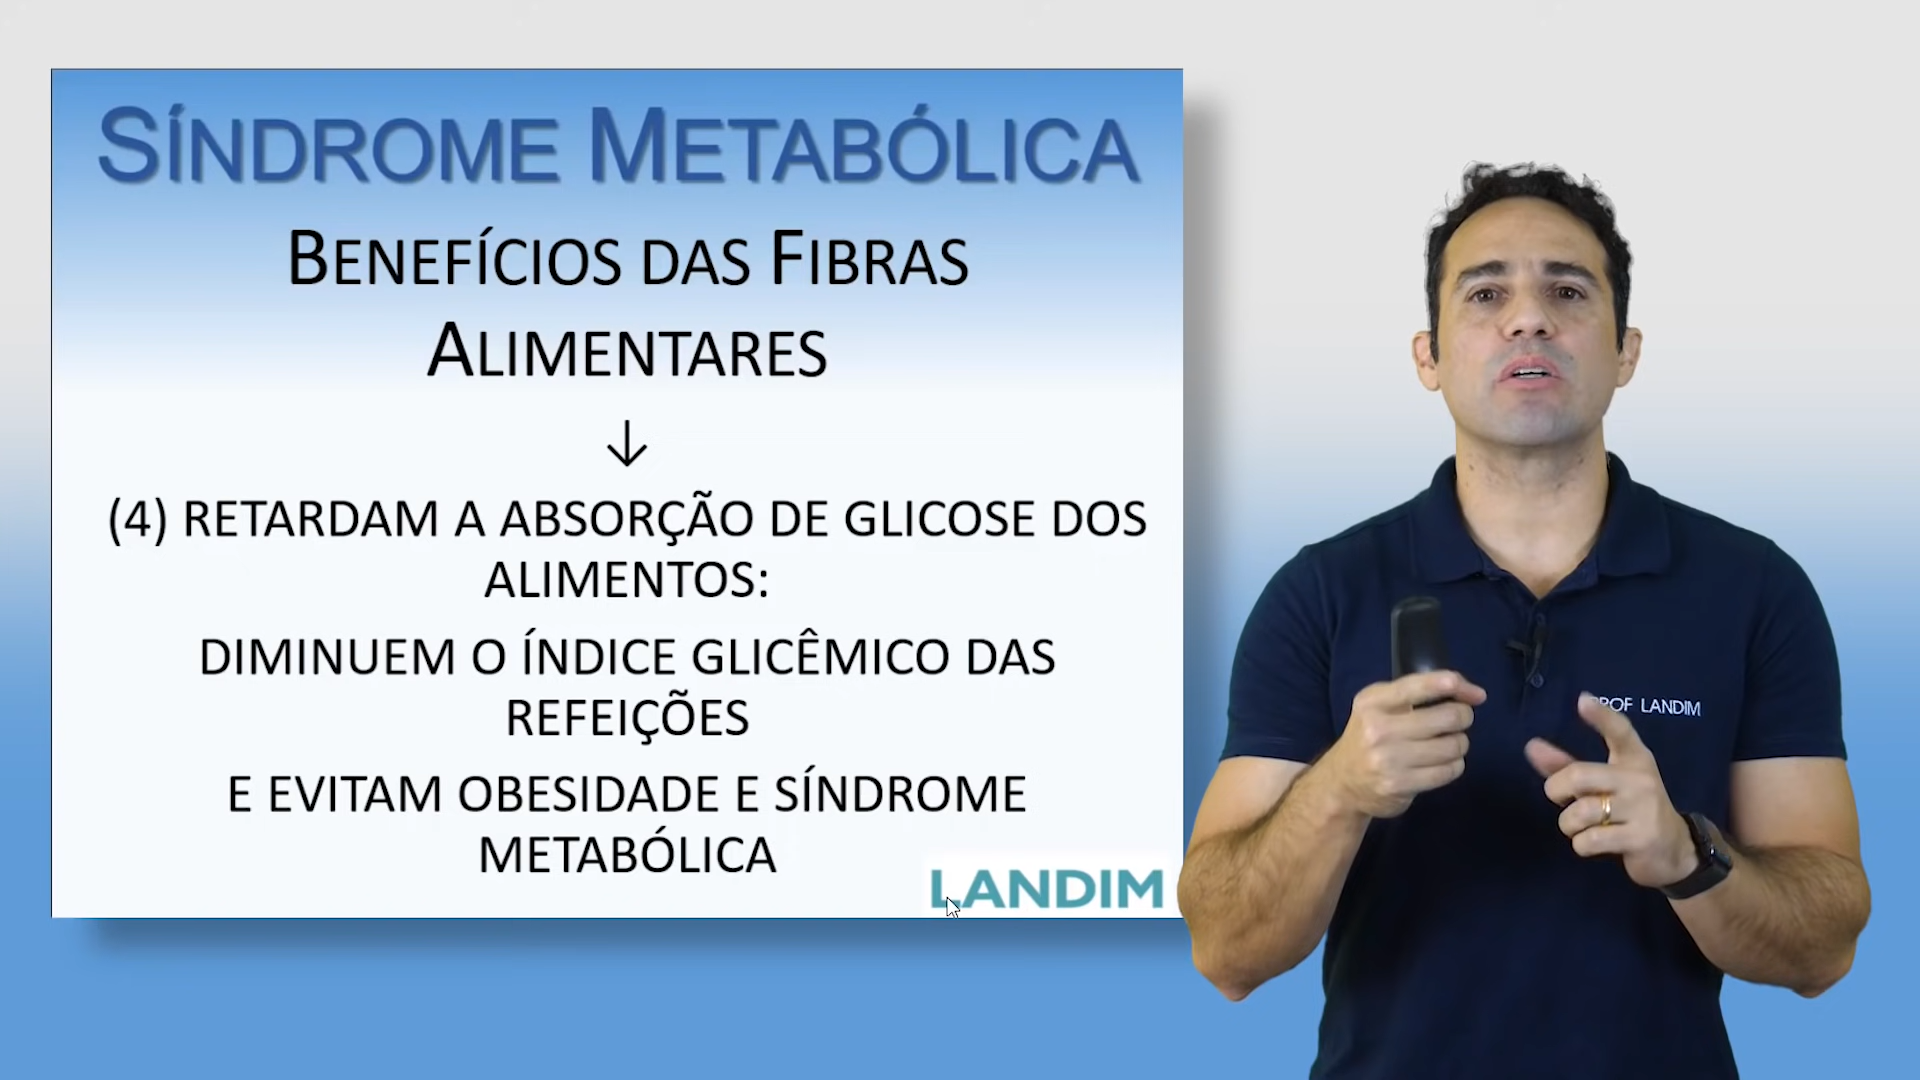 SÍNDROME METABÓLICA
BENEFÍCIOS DAS FIBRAS
ALIMENTARES
↓
(4) RETARDAM A ABSORÇÃO DE GLICOSE DOS
ALIMENTOS:
DIMINUEM O ÍNDICE GLICÊMICO DAS
REFEIÇÕES
E EVITAM OBESIDADE E SÍNDROME
METABÓLICA
LANDIM
PROF LANDIM